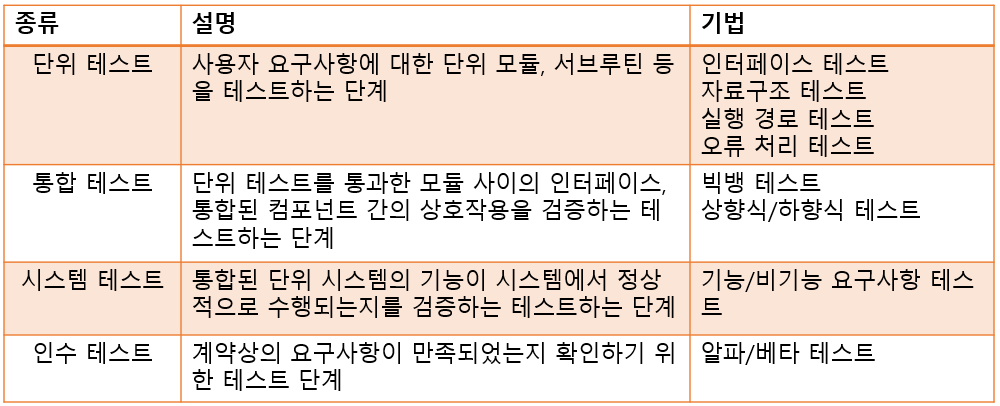 종류
설명
기법
단위 테스트
사용자 요구사항에 대한 단위 모듈, 서브루틴 등
을 테스트하는 단계
인터페이스 테스트
자료구조 테스트
실행 경로 테스트
오류 처리 테스트
통합 테스트
단위 테스트를 통과한 모듈 사이의 인터페이스,
통합된 컴포넌트 간의 상호작용을 검증하는 테
스트하는 단계
빅뱅 테스트
상향식/하향식 테스트
시스템 테스트
통합된 단위 시스템의 기능이 시스템에서 정상
적으로 수행되는지를 검증하는 테스트하는 단계
기능/비기능 요구사항 테스
트
인수 테스트
계약상의 요구사항이 만족되었는지 확인하기 위
한 테스트 단계
알파/베타 테스트